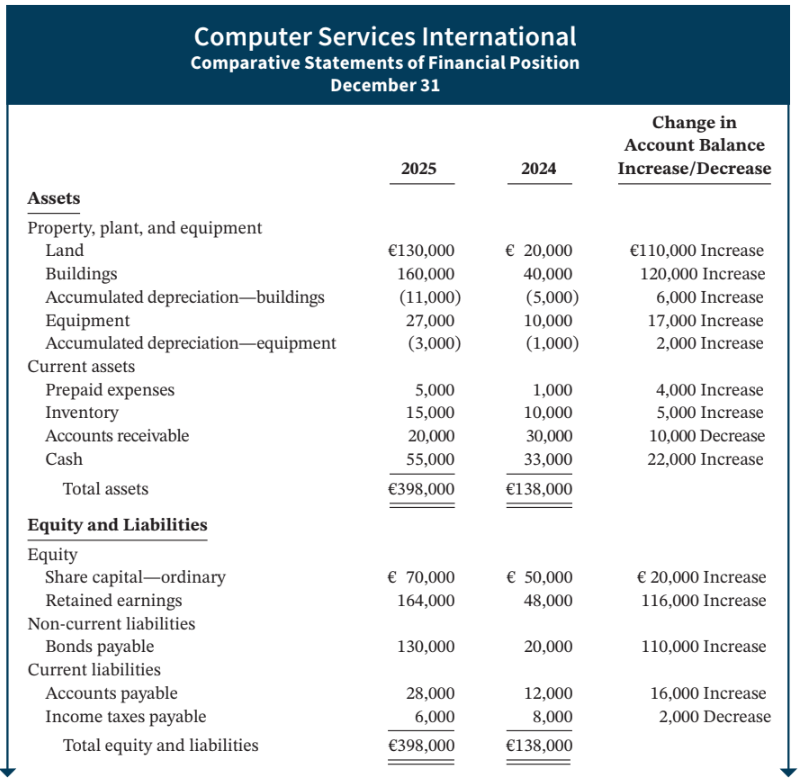 Computer Services International
Comparative Statements of Financial Position
December 31
Change in
Account Balance
2025 2024 Increase/Decrease
Assets
Property, plant, and equipment
Land €130,000 € 20,000 €110,000 Increase
Buildings 160,000 40,000 120,000 Increase
Accumulated depreciation—buildings (11,000) (5,000) 6,000 Increase
Equipment 27,000 10,000 17,000 Increase
Accumulated depreciation—equipment (3,000) (1,000) 2,000 Increase
Current assets
Prepaid expenses 5,000 1,000 4,000 Increase
Inventory 15,000 10,000 5,000 Increase
Accounts receivable 20,000 30,000 10,000 Decrease
Cash 55,000 33,000 22,000 Increase
Total assets €398,000 €138,000
Equity and Liabilities
Equity
Share capital—ordinary € 70,000 € 50,000 € 20,000 Increase
Retained earnings 164,000 48,000 116,000 Increase
Non-current liabilities
Bonds payable 130,000 20,000 110,000 Increase
Current liabilities
Accounts payable 28,000 12,000 16,000 Increase
Income taxes payable 6,000 8,000 2,000 Decrease
Total equity and liabilities €398,000 €138,000